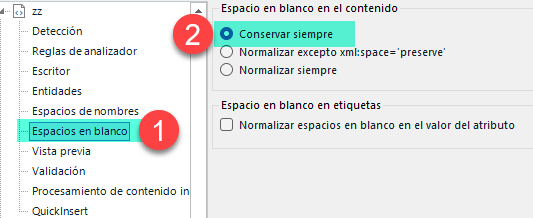 zz
Detección
Reglas de analizador
Escritor
Entidades
Espacios de nombres
Espacios en blanco
1
Vista previa
Validación
Procesamiento de contenido in
QuickInsert
Espacio en blanco en el contenido
2
Conservar siempre
Normalizar excepto xml:space='preserve'
Normalizar siempre
Espacio en blanco en etiquetas
Normalizar espacios en blanco en el valor del atributo